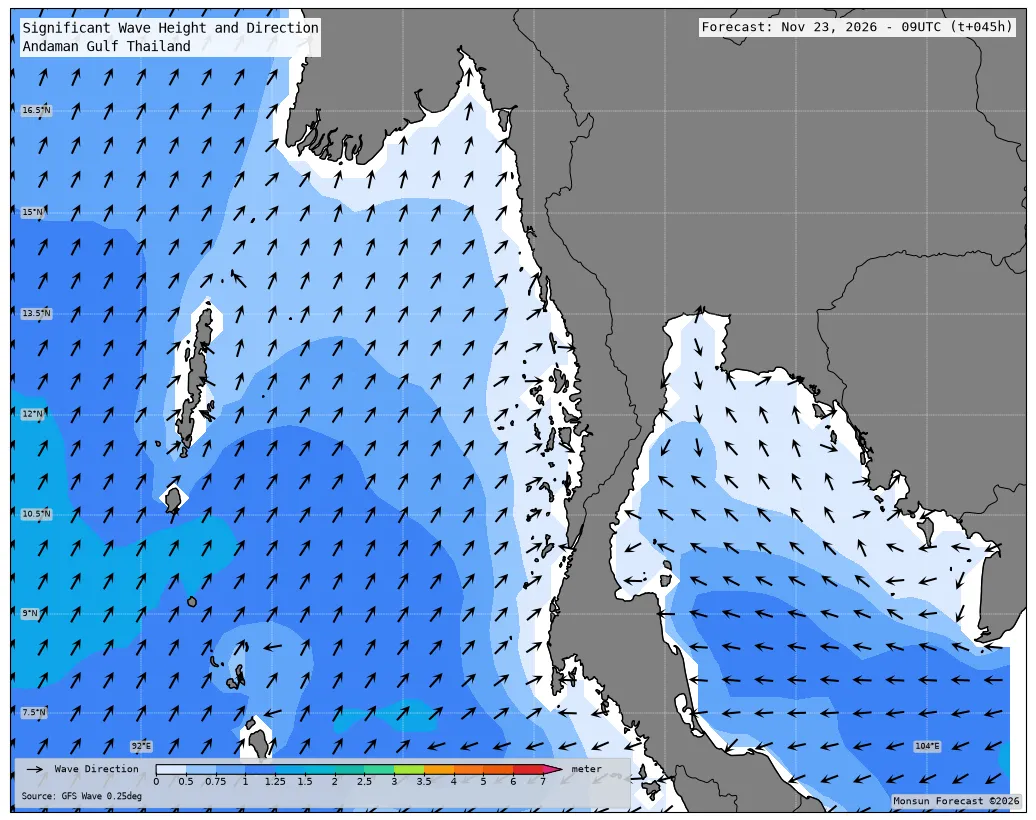 Significant Wave Height and Direction
Andaman Gulf Thailand
Forecast: Nov 23, 2026 - 09UTC (t+045h)
16.5°N
15°N
13.5°N
12°N
10.5°N
9°N
7.5°N
92°E
104°E
Wave Direction
0.5 0.75 1 1.25 1.5 2 2.5 3 3.5 4 5 6 7
meter
Source: GFS Wave 0.25deg
Monsun Forecast ©2026